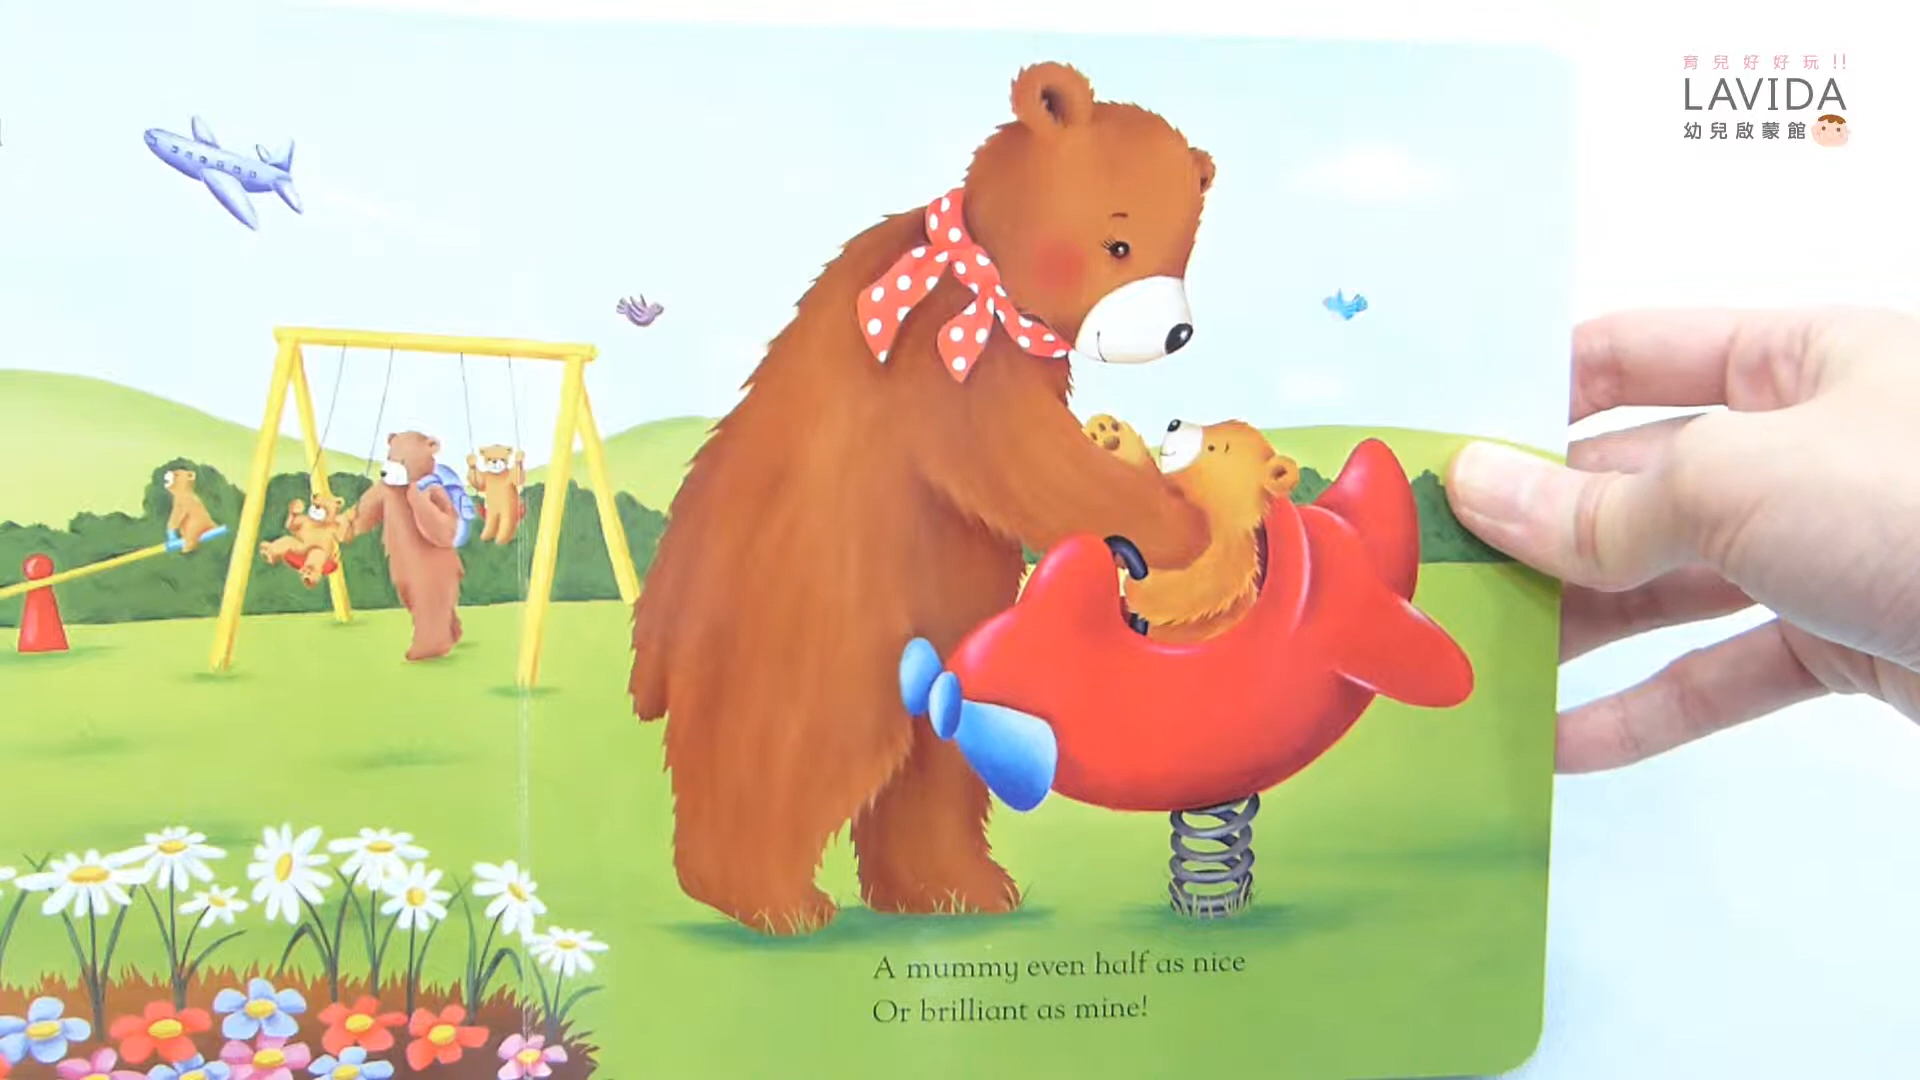 育兒好好玩!!
LAVIDA
幼兒啟蒙館
A mummy even half as nice
Or brilliant as mine!